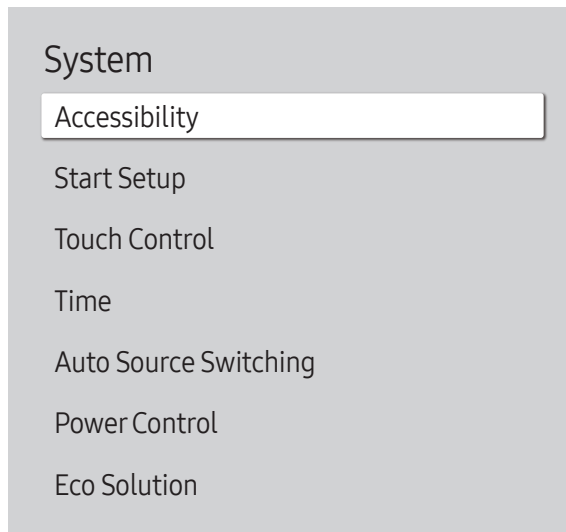 System
Accessibility
Start Setup
Touch Control
Time
Auto Source Switching
Power Control
Eco Solution